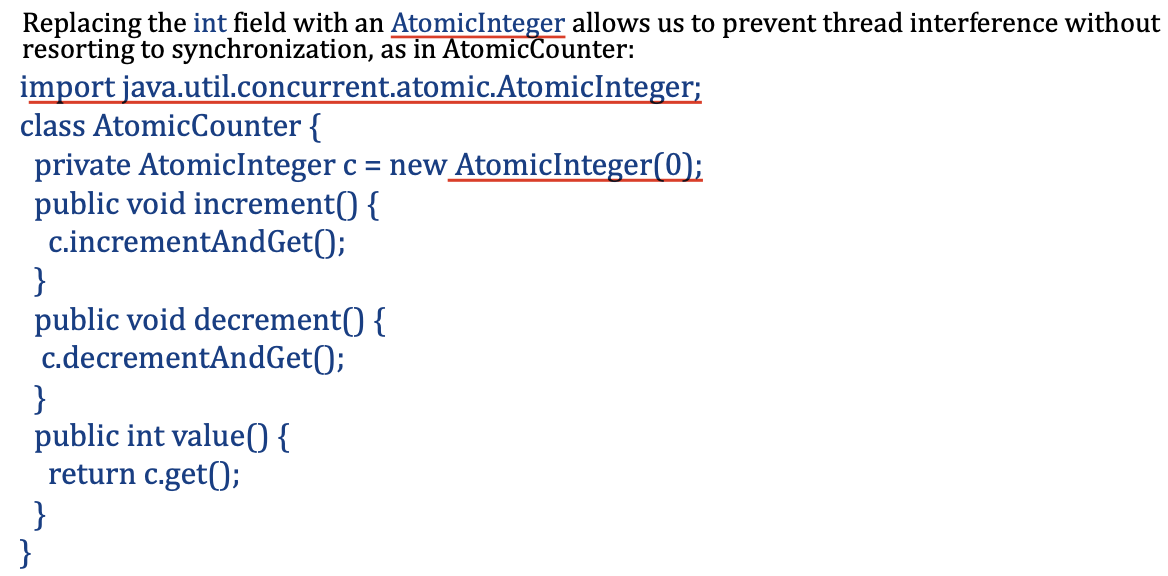 Replacing the int field with an AtomicInteger allows us to prevent thread interference without
resorting to synchronization, as in AtomicCounter:
import java.util.concurrent.atomic.AtomicInteger;
class AtomicCounter {
private AtomicInteger c = new AtomicInteger(0);
public void increment() {
c.incrementAndGet();
}
public void decrement() {
c.decrementAndGet();
}
public int value() {
return c.get();
}
}